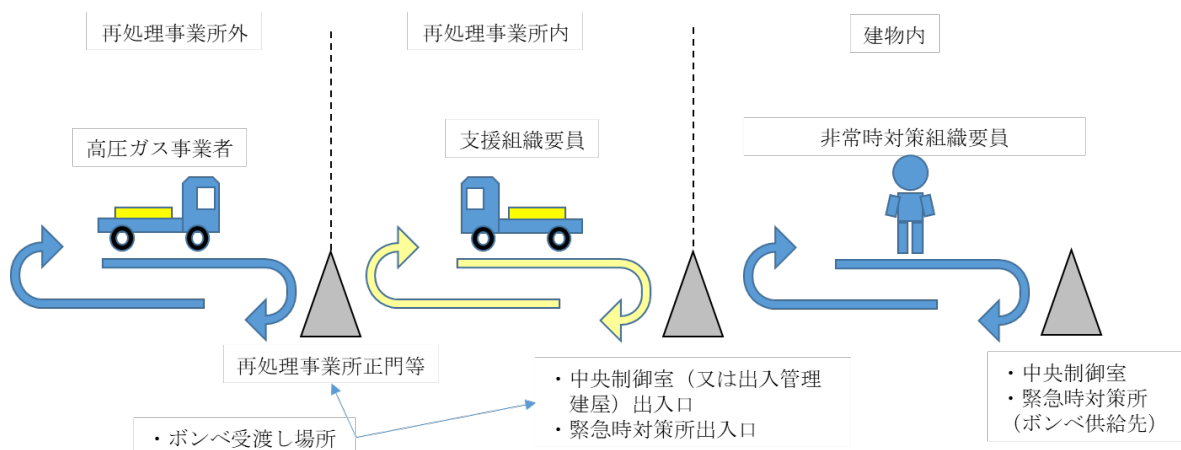 再処理事業所外
再処理事業所内
建物内
高圧ガス事業者
支援組織要員
非常時対策組織要員
再処理事業所正門等
・中央制御室（又は出入管理
建屋）出入口
・緊急時対策所出入口
・中央制御室
・緊急時対策所
（ボンベ供給先）
・ボンベ受渡し場所